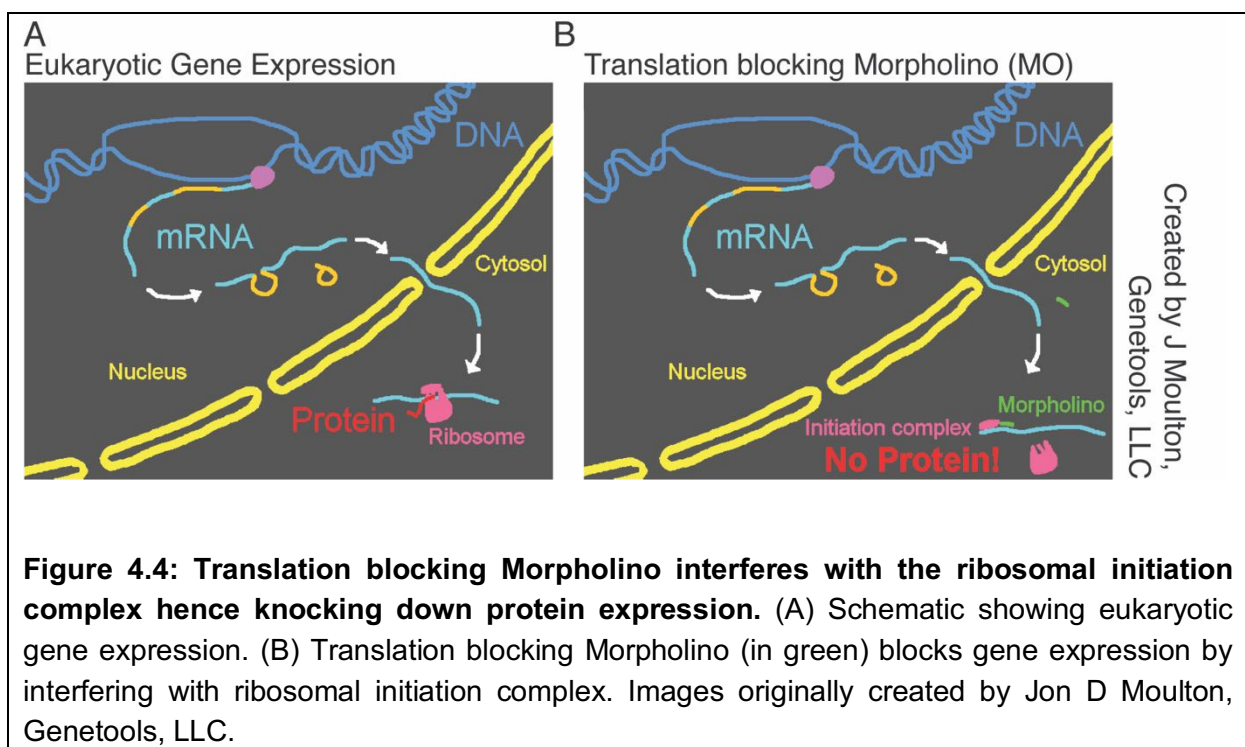 A
Eukaryotic Gene Expression
DNA
mRNA
Cytosol
Nucleus
Protein
Ribosome
B
Translation blocking Morpholino (MO)
DNA
mRNA
Cytosol
Nucleus
Morpholino
Initiation complex
No Protein!
Created by J Moulton,
Genetools, LLC
Figure 4.4: Translation blocking Morpholino interferes with the ribosomal initiation
complex hence knocking down protein expression. (A) Schematic showing eukaryotic
gene expression. (B) Translation blocking Morpholino (in green) blocks gene expression by
interfering with ribosomal initiation complex. Images originally created by Jon D Moulton,
Genetools, LLC.